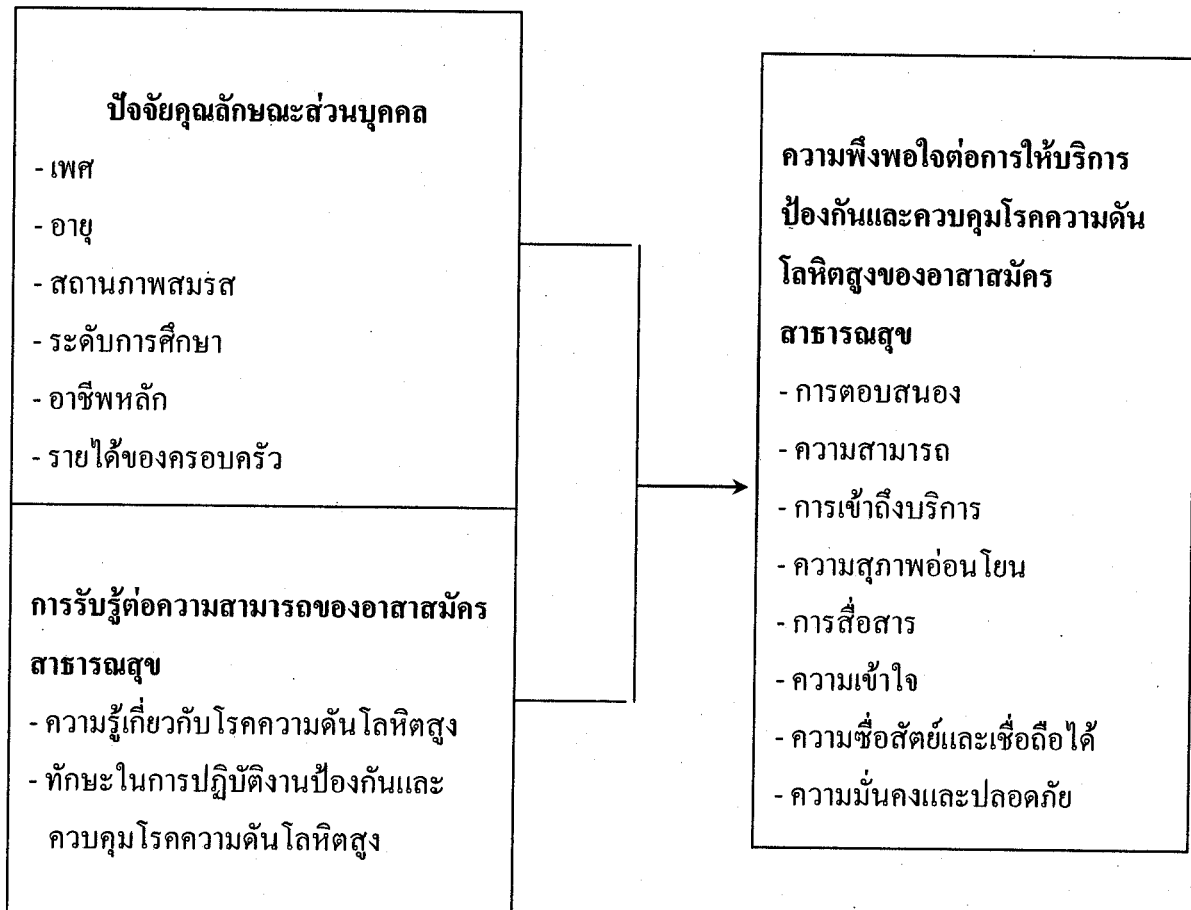 ปัจจัยคุณลักษณะส่วนบุคคล
- เพศ
- อายุ
- สถานภาพสมรส
- ระดับการศึกษา
- อาชีพหลัก
- รายได้ของครอบครัว
การรับรู้ต่อความสามารถของอาสาสมัคร
สาธารณสุข
- ความรู้เกี่ยวกับโรคความดันโลหิตสูง
- ทักษะในการปฏิบัติงานป้องกันและ
ควบคุมโรคความดันโลหิตสูง
ความพึงพอใจต่อการให้บริการ
ป้องกันและควบคุมโรคความดัน
โลหิตสูงของอาสาสมัคร
สาธารณสุข
- การตอบสนอง
- ความสามารถ
- การเข้าถึงบริการ
- ความสุภาพอ่อนโยน
- การสื่อสาร
- ความเข้าใจ
- ความซื่อสัตย์และเชื่อถือได้
- ความมั่นคงและปลอดภัย